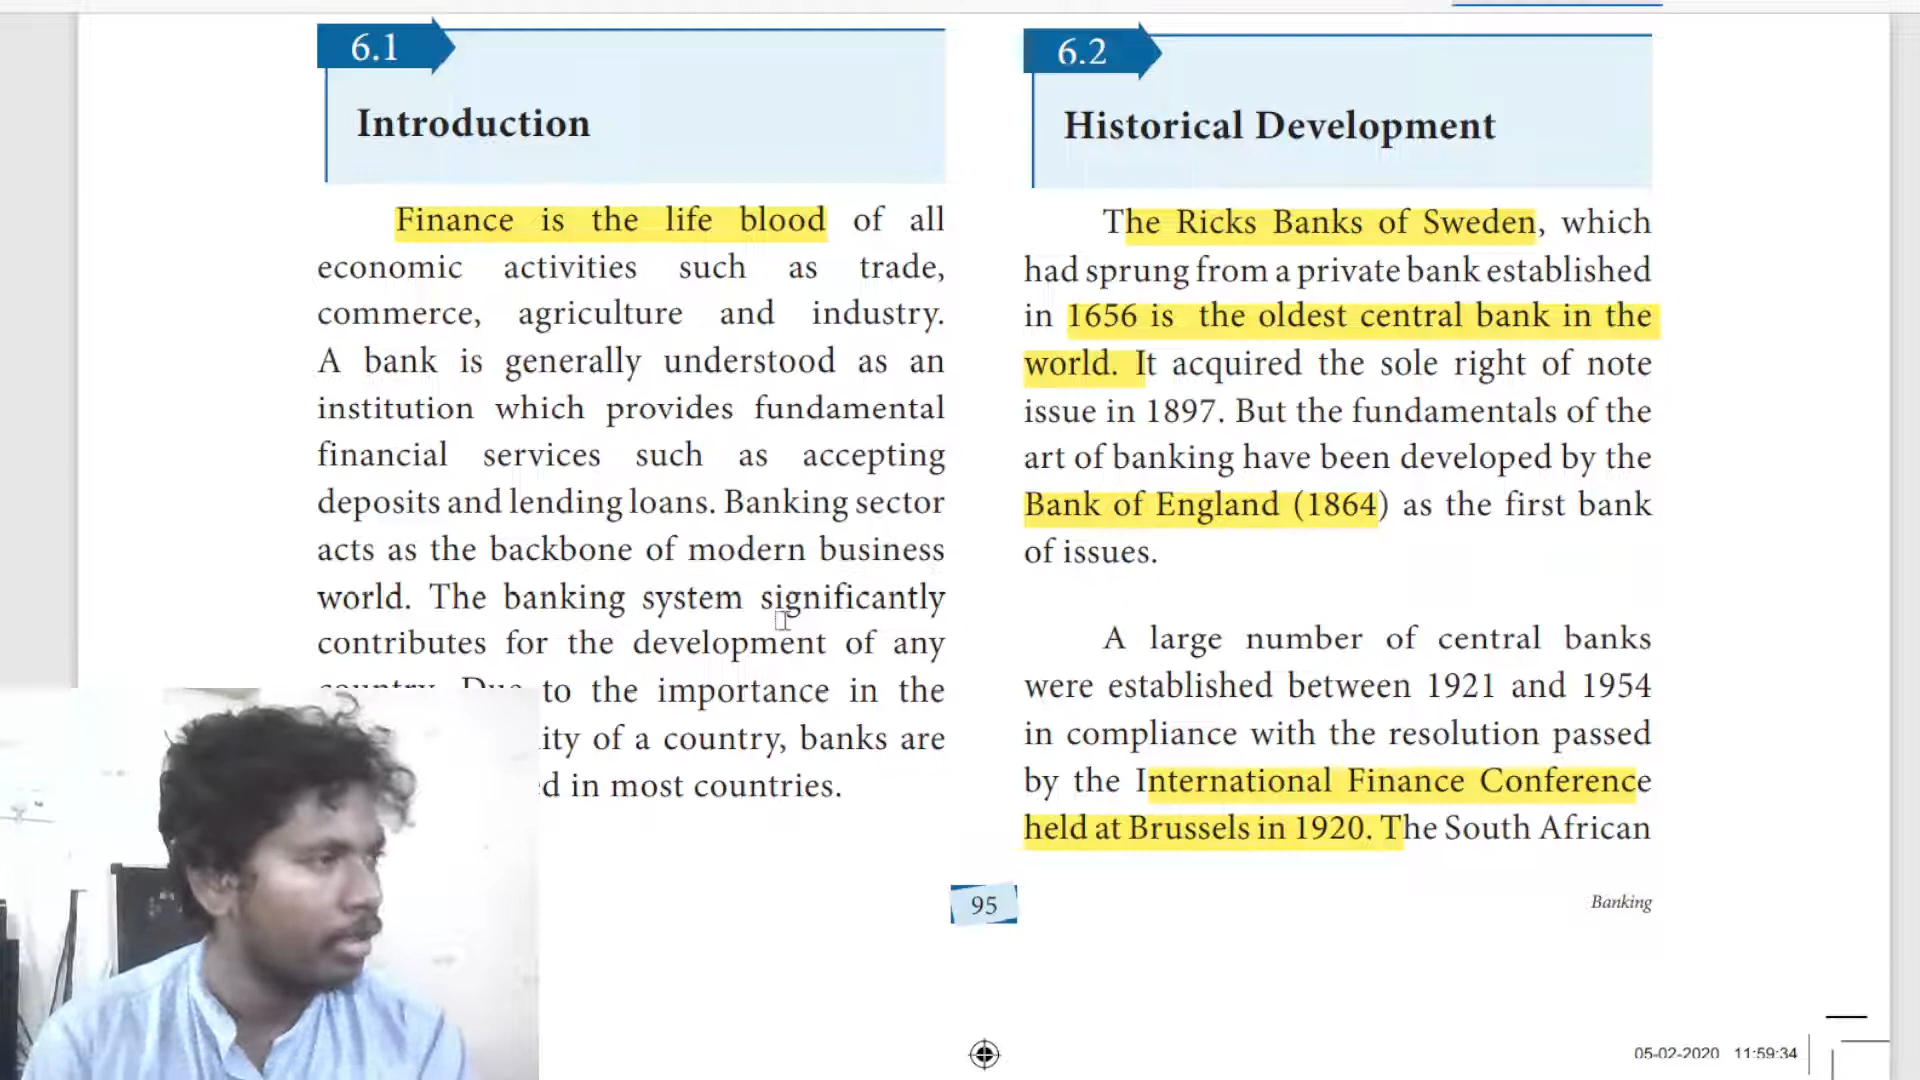 6.1
Introduction
Finance is the life blood of all
economic activities such as trade,
commerce, agriculture and industry.
A bank is generally understood as an
institution which provides fundamental
financial services such as accepting
deposits and lending loans. Banking sector
acts as the backbone of modern business
world. The banking system significantly
contributes for the development of any
country. Due to the importance in the
ity of a country, banks are
d in most countries.
6.2
Historical Development
The Ricks Banks of Sweden, which
had sprung from a private bank established
in 1656 is the oldest central bank in the
world. It acquired the sole right of note
issue in 1897. But the fundamentals of the
art of banking have been developed by the
Bank of England (1864) as the first bank
of issues.
A large number of central banks
were established between 1921 and 1954
in compliance with the resolution passed
by the International Finance Conference
held at Brussels in 1920. The South African
95
Banking
05-02-2020 11:59:34